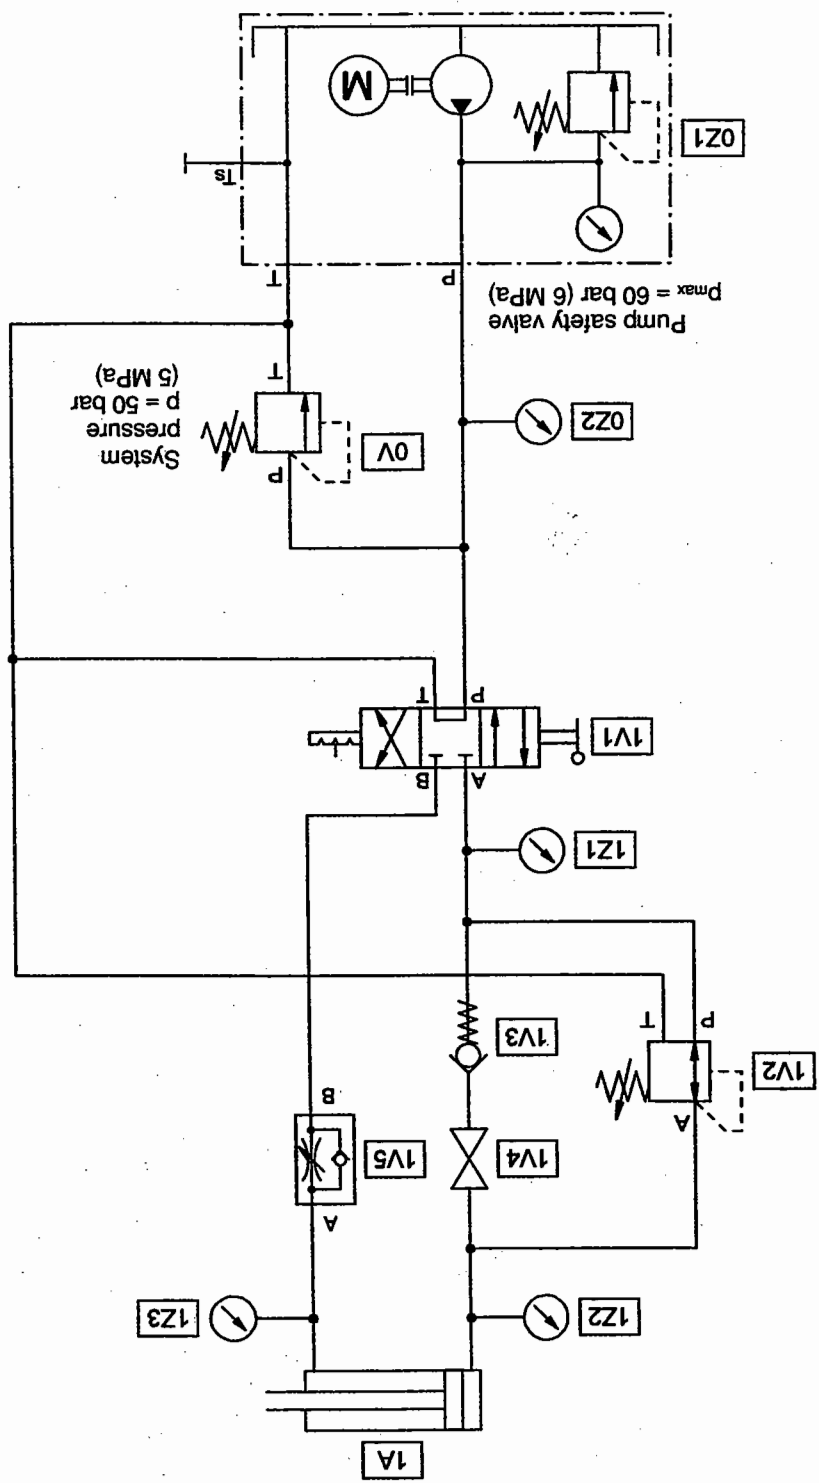 1A
1Z2
1Z3
A
1V4
1V5
A
B
1V2
1V3
P
T
1Z1
A
B
1V1
P
T
P
0V
System
pressure
p = 50 bar
(5 MPa)
0Z2
T
Pump safety valve
pmax = 60 bar (6 MPa)
P
T
Ts
0Z1
M